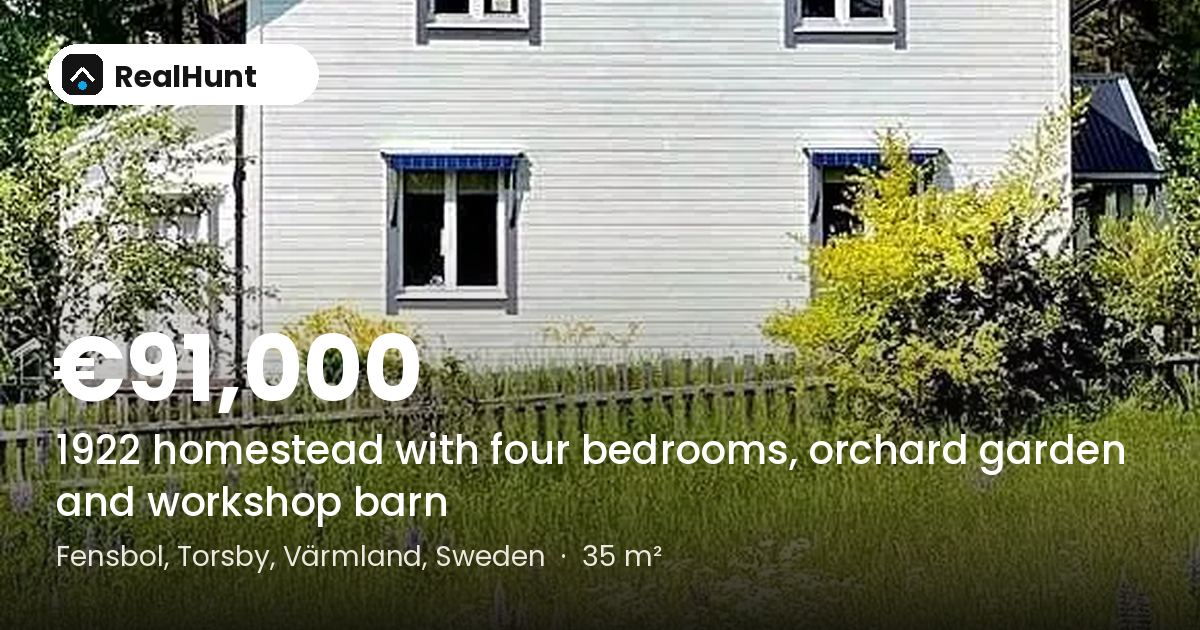 RealHunt
€91,000
1922 homestead with four bedrooms, orchard garden
and workshop barn
Fensbol, Torsby, Värmland, Sweden · 35 m²